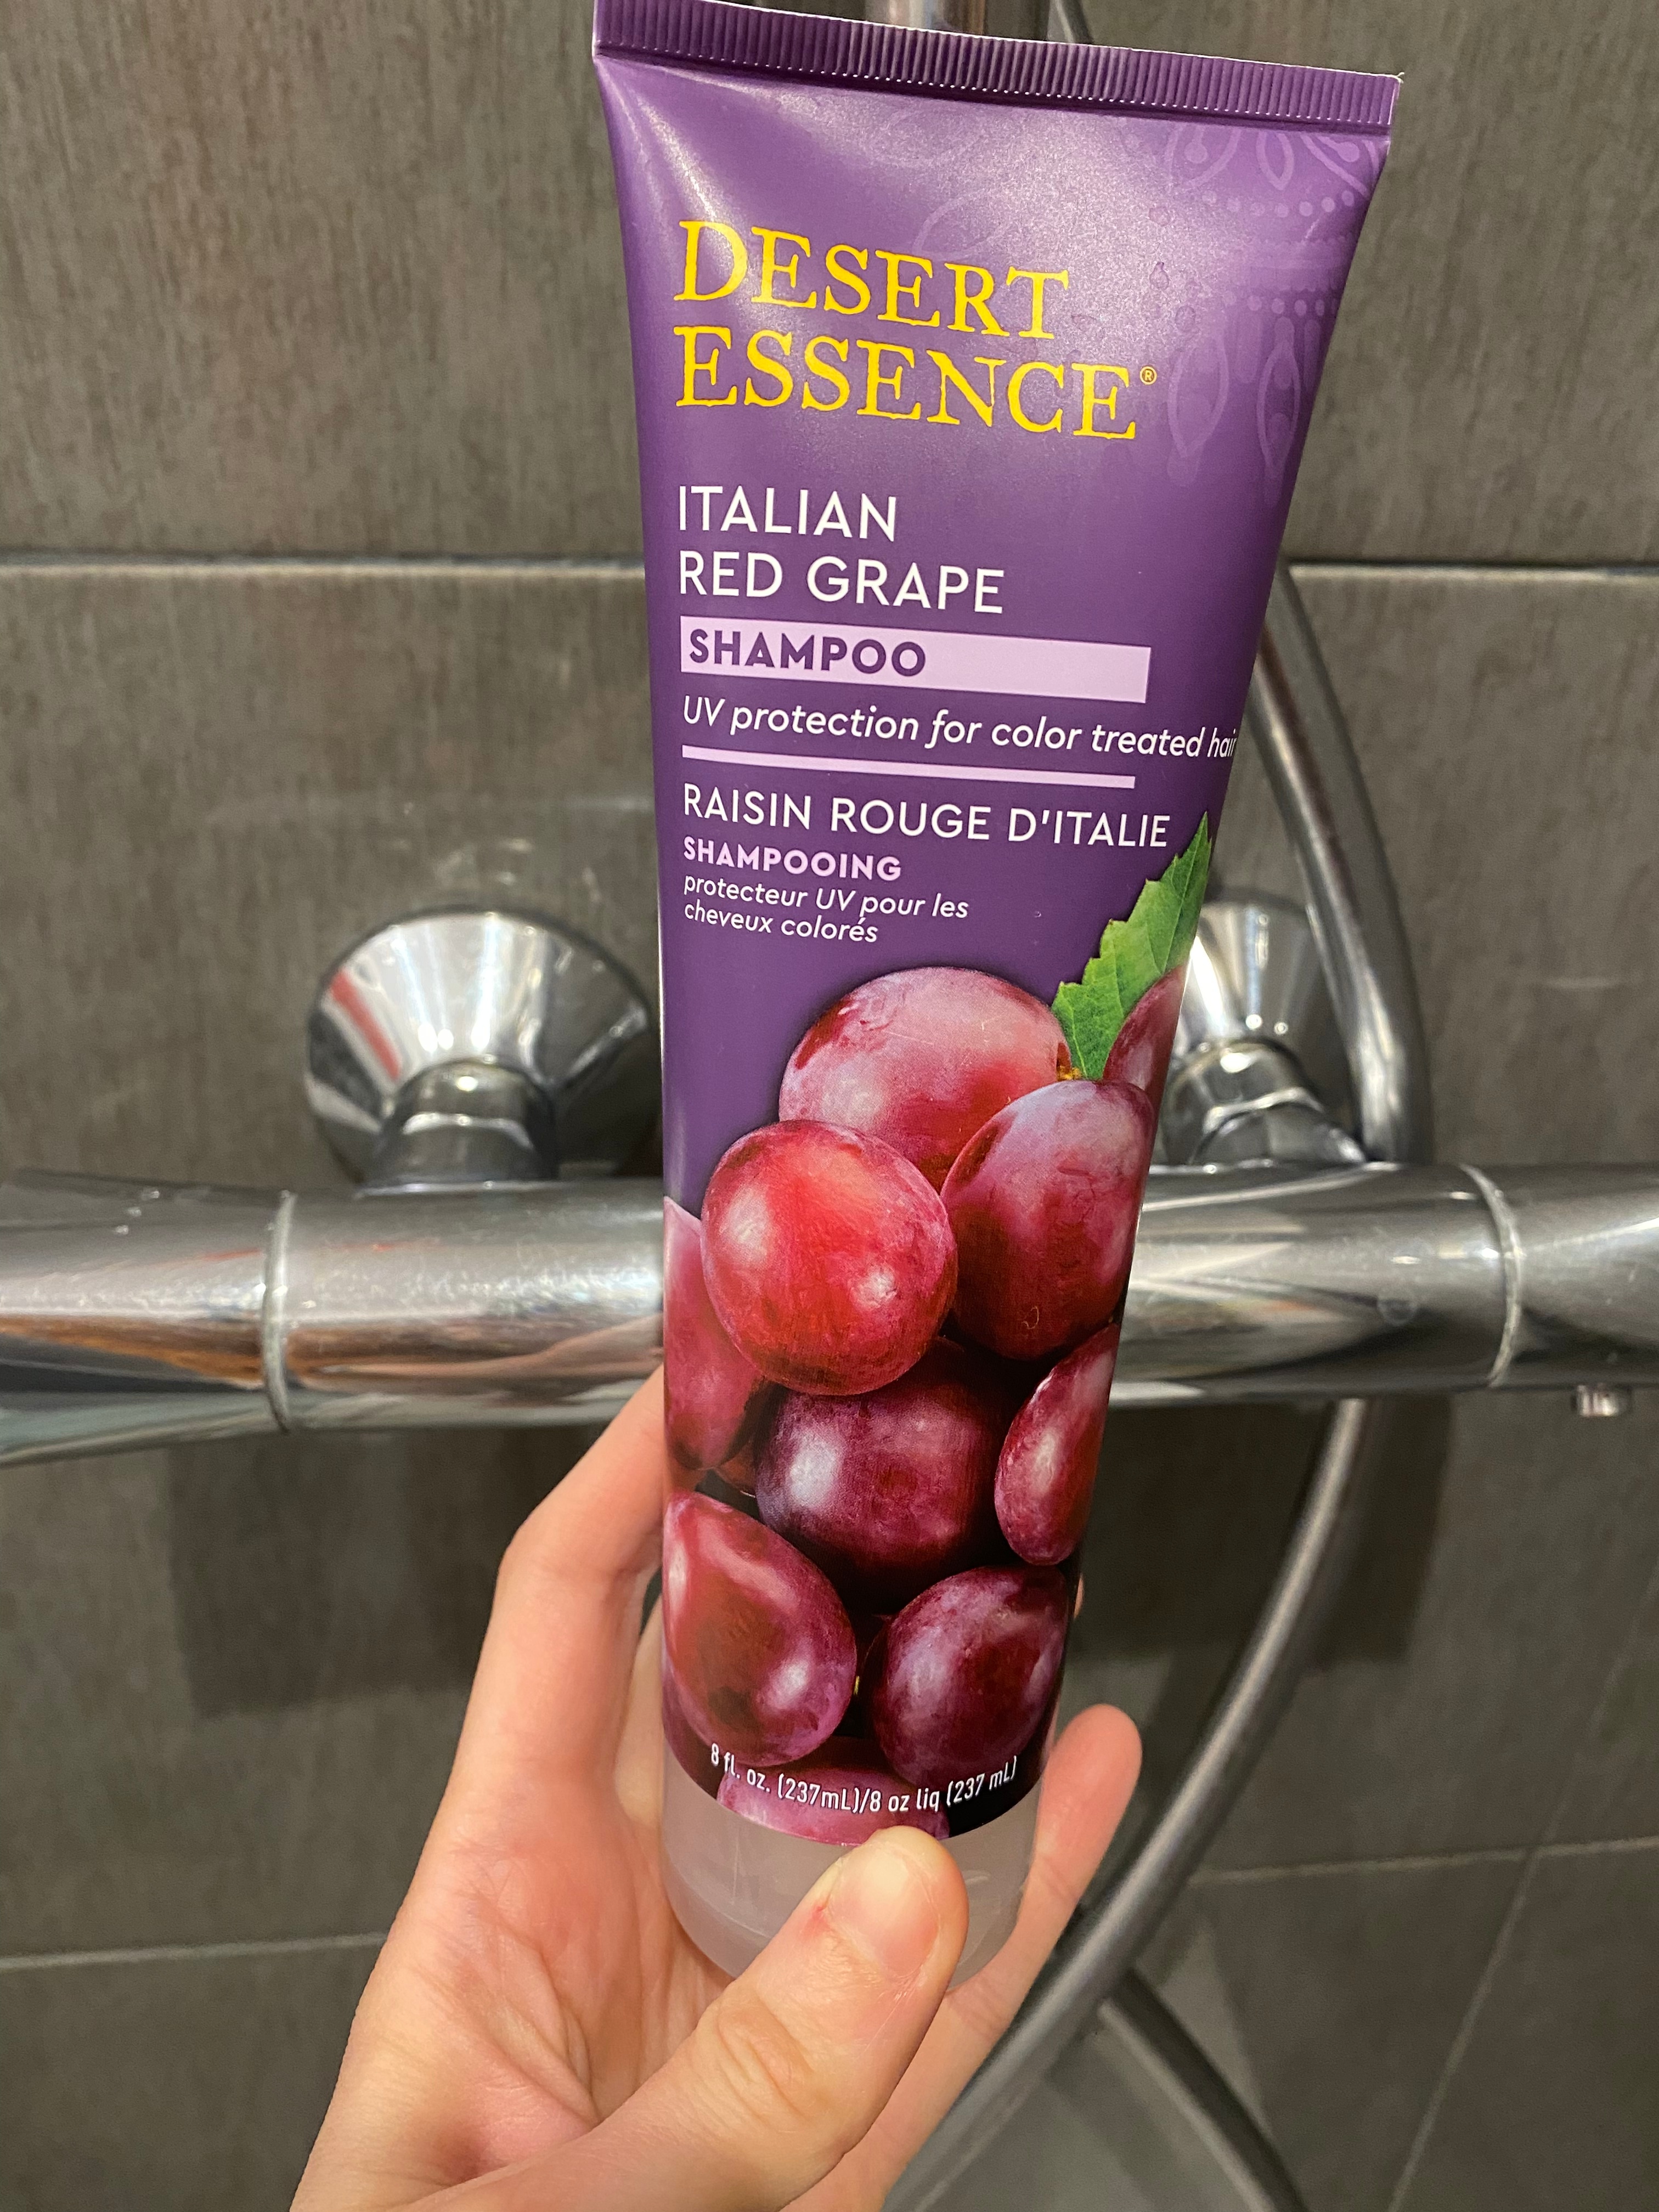 DESERT
ESSENCE®
ITALIAN
RED GRAPE
SHAMPOO
UV protection for color treated hair
RAISIN ROUGE D'ITALIE
SHAMPOOING
protecteur UV pour les
cheveux colorés
8 fl. oz. (237mL)/8 oz liq (237 mL)